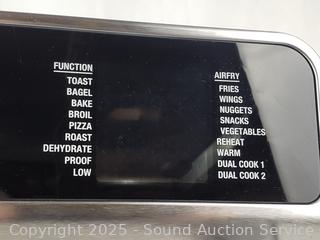 FUNCTION
TOAST
BAGEL
BAKE
BROIL
PIZZA
ROAST
DEHYDRATE
PROOF
LOW
AIRFRY
FRIES
WINGS
NUGGETS
SNACKS
VEGETABLES
REHEAT
WARM
DUAL COOK 1
DUAL COOK 2
Copyright 2025 - Sound Auction Service